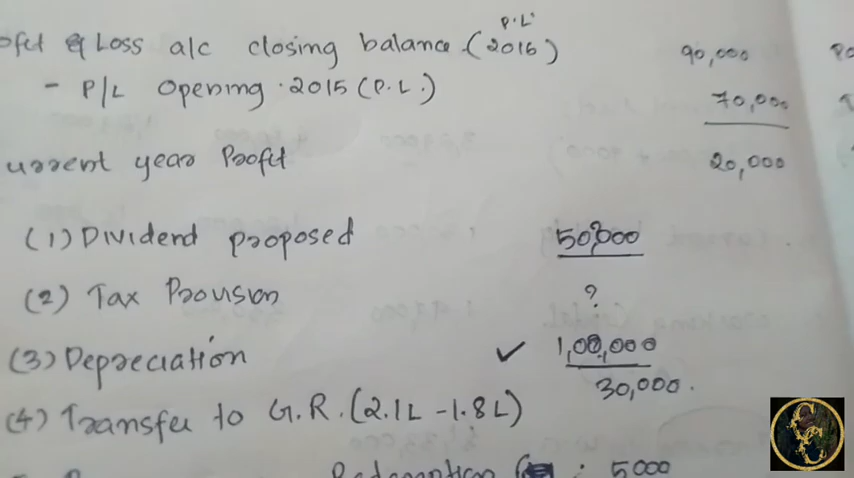 ofit & Loss a/c closing balance (2016) P.L. 90,000
- P/L Opening 2015 (P.L.) 70,000
urrent year Profit 20,000
(1) Dividend proposed 50,000
(2) Tax Provision ?
(3) Depreciation ✓ 1,00,000
(4) Transfer to G.R. (2.1L - 1.8L) 30,000.
Redemption : 5000